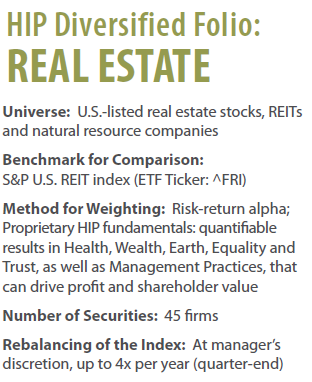 HIP Diversified Folio:
REAL ESTATE
Universe: U.S.-listed real estate stocks, REITs
and natural resource companies
Benchmark for Comparison:
S&P U.S. REIT index (ETF Ticker: ^FRI)
Method for Weighting: Risk-return alpha;
Proprietary HIP fundamentals: quantifiable
results in Health, Wealth, Earth, Equality and
Trust, as well as Management Practices, that
can drive profit and shareholder value
Number of Securities: 45 firms
Rebalancing of the Index: At manager's
discretion, up to 4x per year (quarter-end)